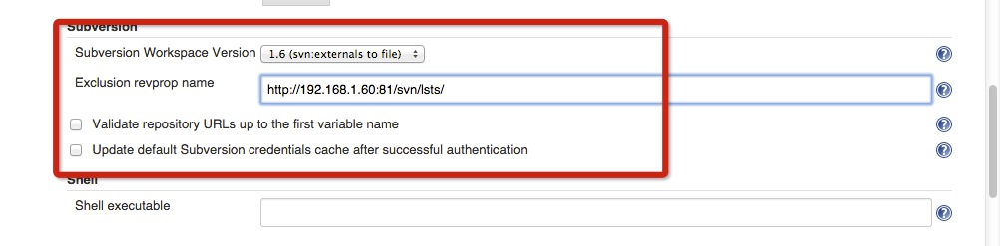 Subversion
Subversion Workspace Version 1.6 (svn:externals to file)
Exclusion revprop name http://192.168.1.60:81/svn/lsts/
Validate repository URLs up to the first variable name
Update default Subversion credentials cache after successful authentication
Shell
Shell executable